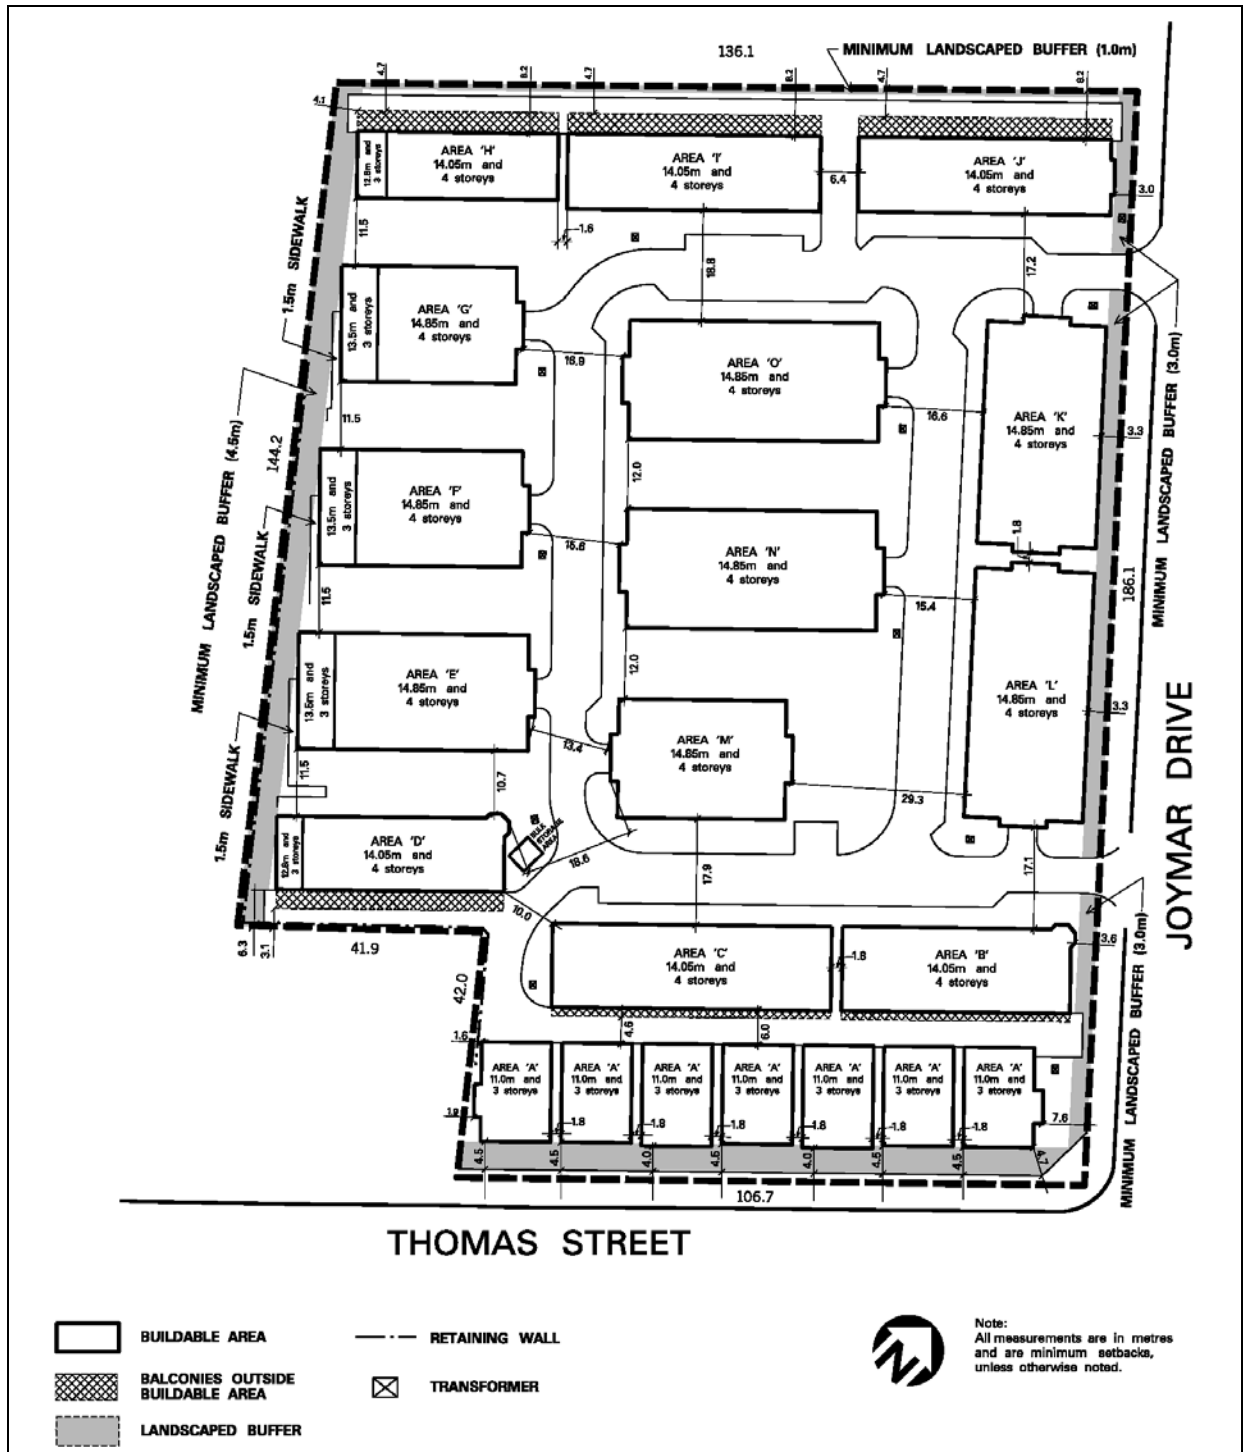 136.1
MINIMUM LANDSCAPED BUFFER (1.0m)
4.7
8.2
4.7
8.2
4.7
8.2
4.1
12.8m and
3 storeys
AREA 'H'
14.05m and
4 storeys
AREA 'I'
14.05m and
4 storeys
6.4
AREA 'J'
14.05m and
4 storeys
3.0
11.5
1.6
18.8
17.2
1.5m SIDEWALK
13.5m and
3 storeys
AREA 'G'
14.85m and
4 storeys
16.9
AREA 'O'
14.85m and
4 storeys
16.6
AREA 'K'
14.85m and
4 storeys
3.3
MINIMUM LANDSCAPED BUFFER (3.0m)
11.5
12.0
144.2
MINIMUM LANDSCAPED BUFFER (4.5m)
1.5m SIDEWALK
13.5m and
3 storeys
AREA 'F'
14.85m and
4 storeys
15.6
AREA 'N'
14.85m and
4 storeys
15.4
1.8
186.1
11.5
12.0
13.5m and
3 storeys
AREA 'E'
14.85m and
4 storeys
13.4
AREA 'M'
14.85m and
4 storeys
29.3
AREA 'L'
14.85m and
4 storeys
3.3
JOYMAR DRIVE
1.5m SIDEWALK
11.5
10.7
12.8m and
3 storeys
AREA 'D'
14.05m and
4 storeys
BULK
STORAGE
AREA
18.6
17.9
17.1
10.0
6.3
3.1
41.9
42.0
AREA 'C'
14.05m and
4 storeys
1.8
AREA 'B'
14.05m and
4 storeys
3.6
MINIMUM LANDSCAPED BUFFER (3.0m)
4.6
6.0
1.6
AREA 'A'
11.0m and
3 storeys
AREA 'A'
11.0m and
3 storeys
AREA 'A'
11.0m and
3 storeys
AREA 'A'
11.0m and
3 storeys
AREA 'A'
11.0m and
3 storeys
AREA 'A'
11.0m and
3 storeys
AREA 'A'
11.0m and
3 storeys
1.8
1.8
1.8
1.8
1.8
1.8
7.6
4.5
4.5
4.0
4.5
4.0
4.5
4.5
4.7
106.7
THOMAS STREET
BUILDABLE AREA
RETAINING WALL
BALCONIES OUTSIDE
BUILDABLE AREA
TRANSFORMER
LANDSCAPED BUFFER
Note:
All measurements are in metres
and are minimum setbacks,
unless otherwise noted.